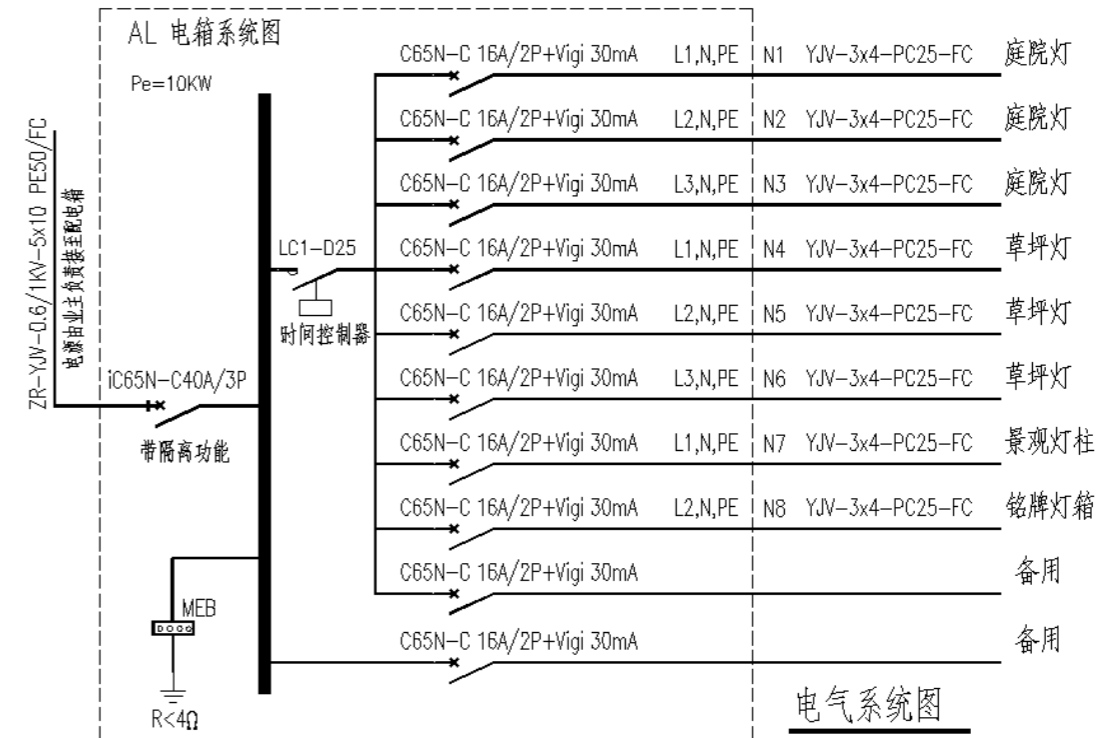 AL 电箱系统图
Pe=10KW
ZR-YJV-0.6/1KV-5x10 PE50/FC
电源由业主负责接至配电箱
iC65N-C40A/3P
带隔离功能
LC1-D25
时间控制器
MEB
R<4Ω
C65N-C 16A/2P+Vigi 30mA L1,N,PE N1 YJV-3x4-PC25-FC 庭院灯
C65N-C 16A/2P+Vigi 30mA L2,N,PE N2 YJV-3x4-PC25-FC 庭院灯
C65N-C 16A/2P+Vigi 30mA L3,N,PE N3 YJV-3x4-PC25-FC 庭院灯
C65N-C 16A/2P+Vigi 30mA L1,N,PE N4 YJV-3x4-PC25-FC 草坪灯
C65N-C 16A/2P+Vigi 30mA L2,N,PE N5 YJV-3x4-PC25-FC 草坪灯
C65N-C 16A/2P+Vigi 30mA L3,N,PE N6 YJV-3x4-PC25-FC 草坪灯
C65N-C 16A/2P+Vigi 30mA L1,N,PE N7 YJV-3x4-PC25-FC 景观灯柱
C65N-C 16A/2P+Vigi 30mA L2,N,PE N8 YJV-3x4-PC25-FC 铭牌灯箱
C65N-C 16A/2P+Vigi 30mA 备用
C65N-C 16A/2P+Vigi 30mA 备用
电气系统图